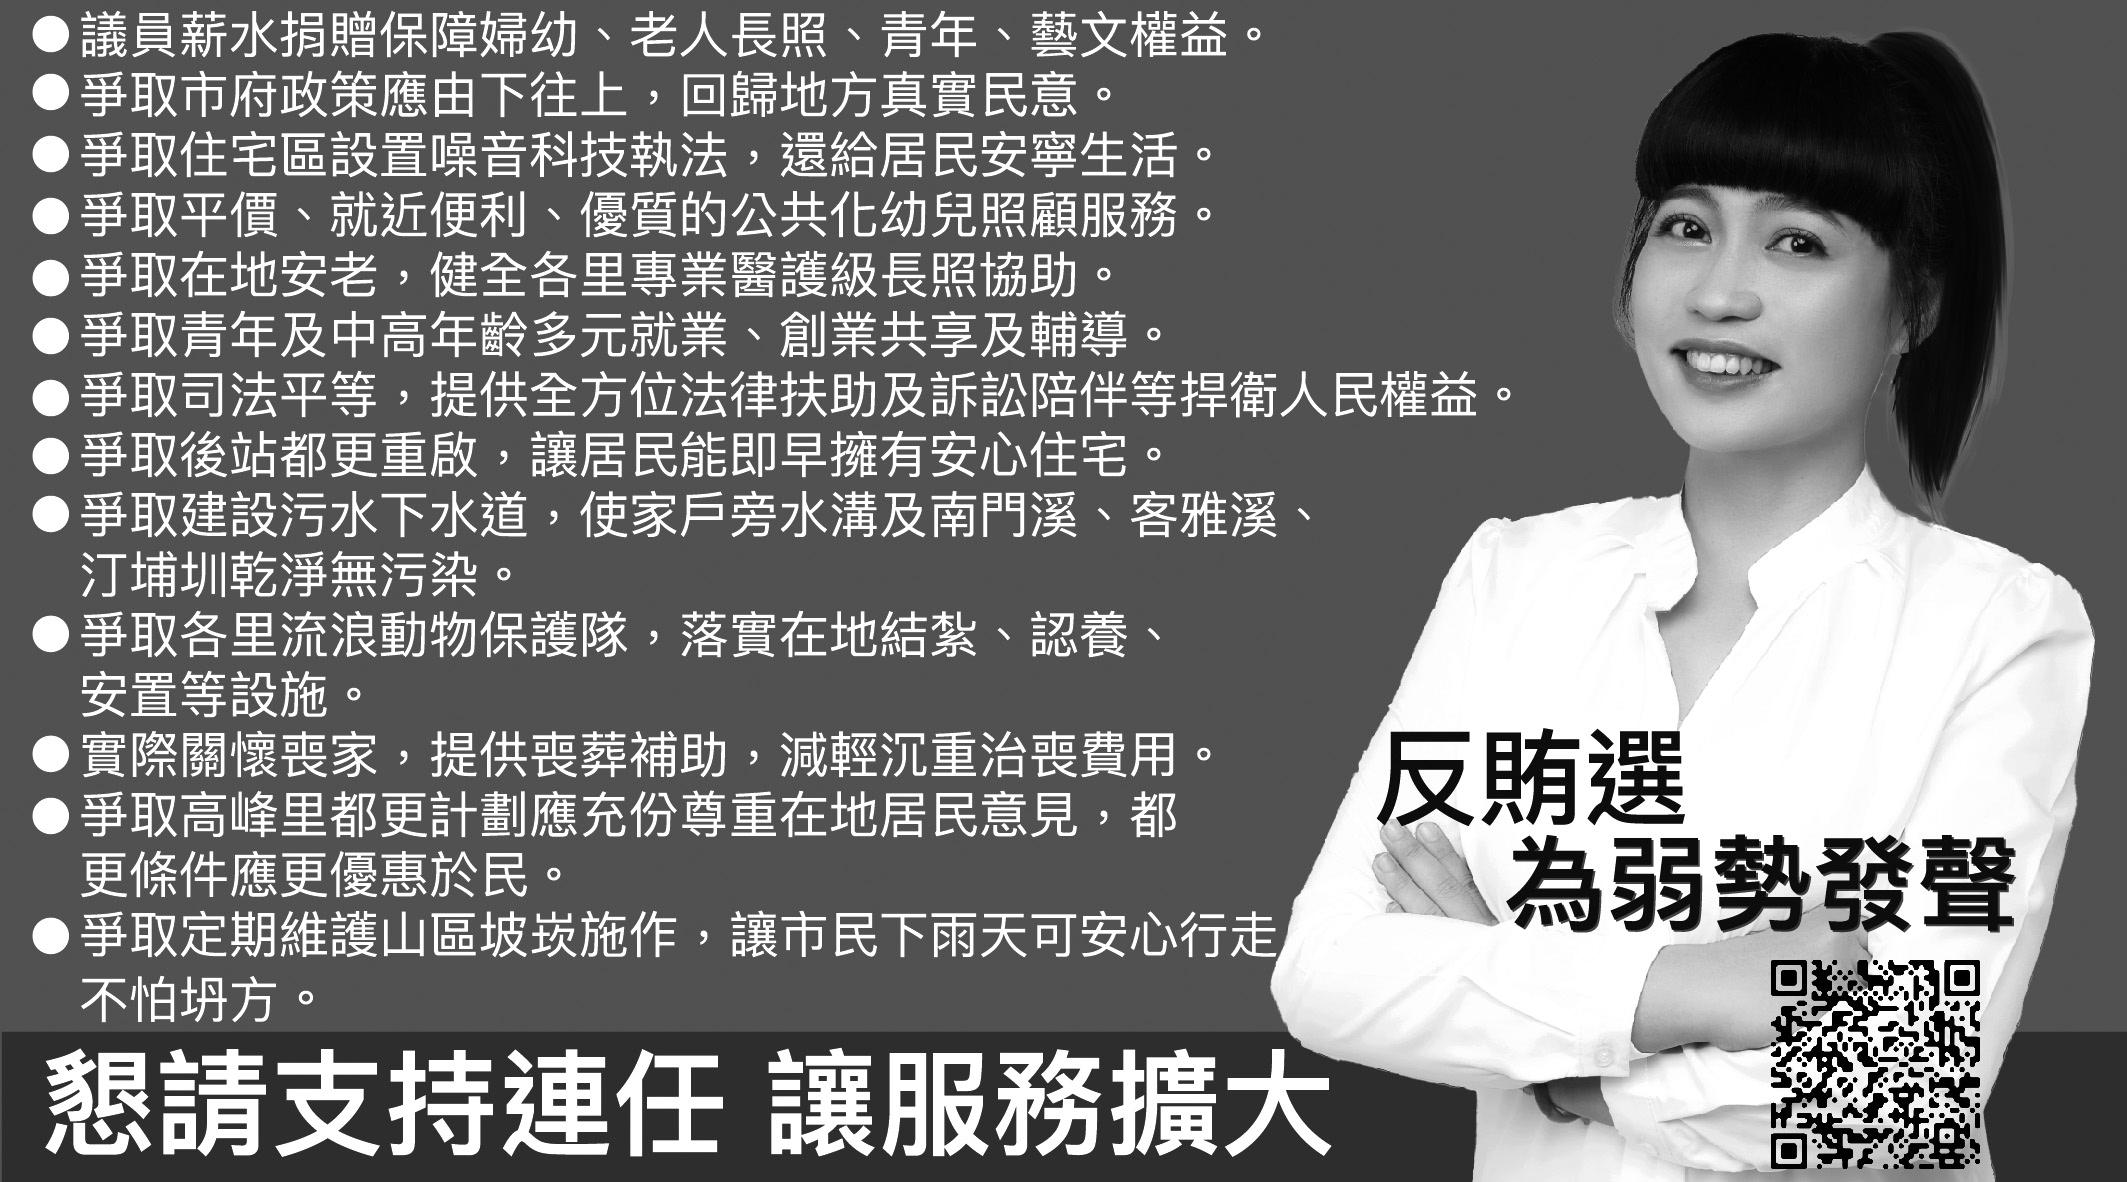 ●議員薪水捐贈保障婦幼、老人長照、青年、藝文權益。
●爭取市府政策應由下往上，回歸地方真實民意。
●爭取住宅區設置噪音科技執法，還給居民安寧生活。
●爭取平價、就近便利、優質的公共化幼兒照顧服務。
●爭取在地安老，健全各里專業醫護級長照協助。
●爭取青年及中高年齡多元就業、創業共享及輔導。
●爭取司法平等，提供全方位法律扶助及訴訟陪伴等捍衛人民權益。
●爭取後站都更重啟，讓居民能即早擁有安心住宅。
●爭取建設污水下水道，使家戶旁水溝及南門溪、客雅溪、
汀埔圳乾淨無污染。
●爭取各里流浪動物保護隊，落實在地結紮、認養、
安置等設施。
●實際關懷喪家，提供喪葬補助，減輕沉重治喪費用。
●爭取高峰里都更計劃應充份尊重在地居民意見，都
更條件應更優惠於民。
●爭取定期維護山區坡崁施作，讓市民下雨天可安心行走
不怕坍方。
反賄選
為弱勢發聲
懇請支持連任 讓服務擴大